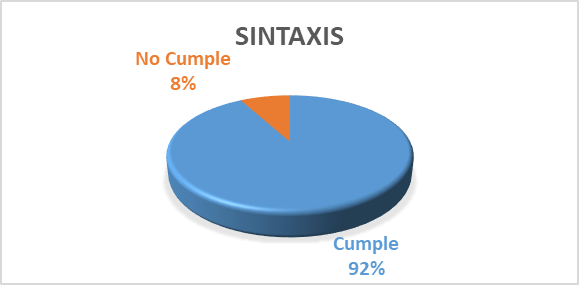 SINTAXIS
No Cumple
8%
Cumple
92%